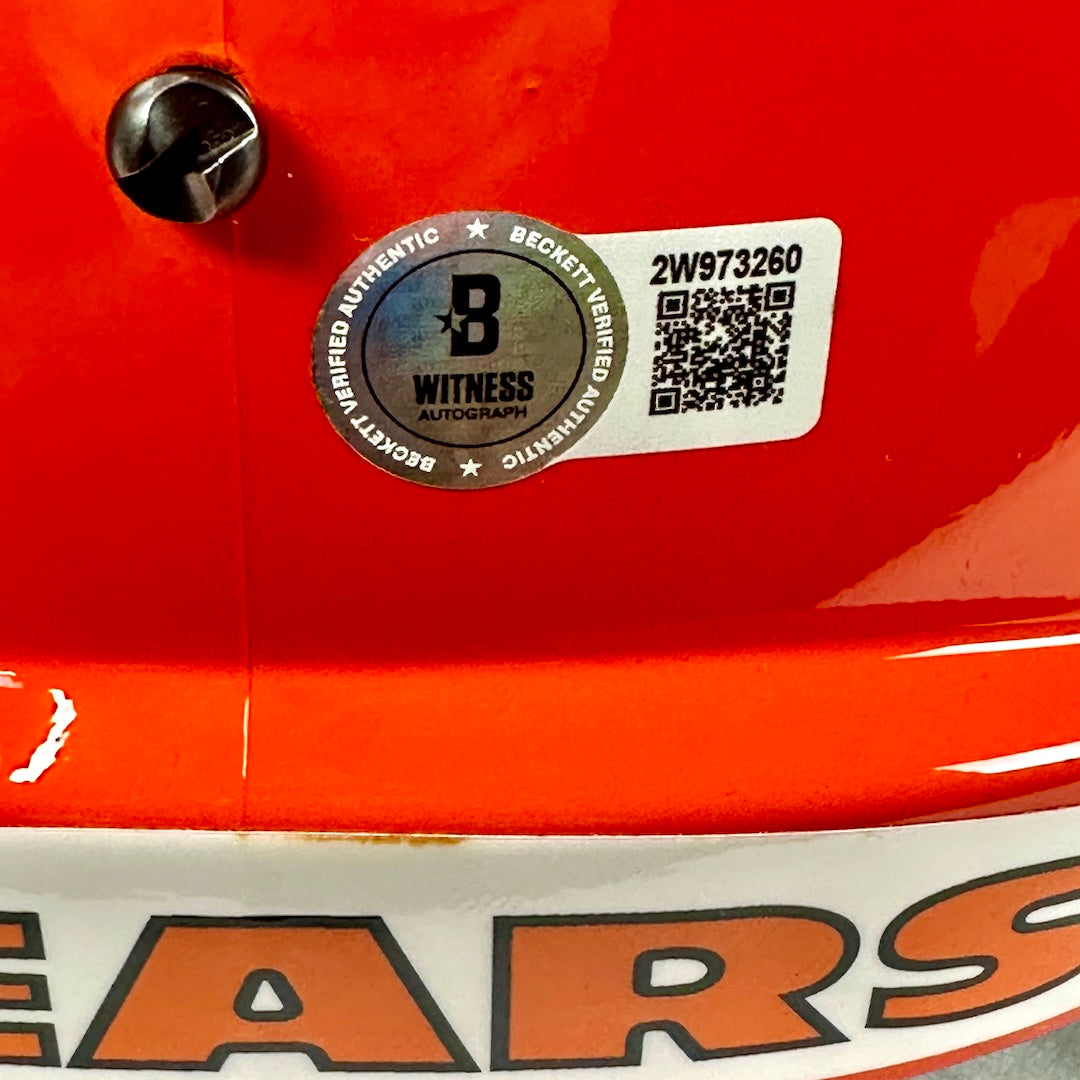 BECKETT VERIFIED AUTHENTIC ★ BECKETT VERIFIED AUTHENTIC ★
B
WITNESS
AUTOGRAPH
2W973260
EARS